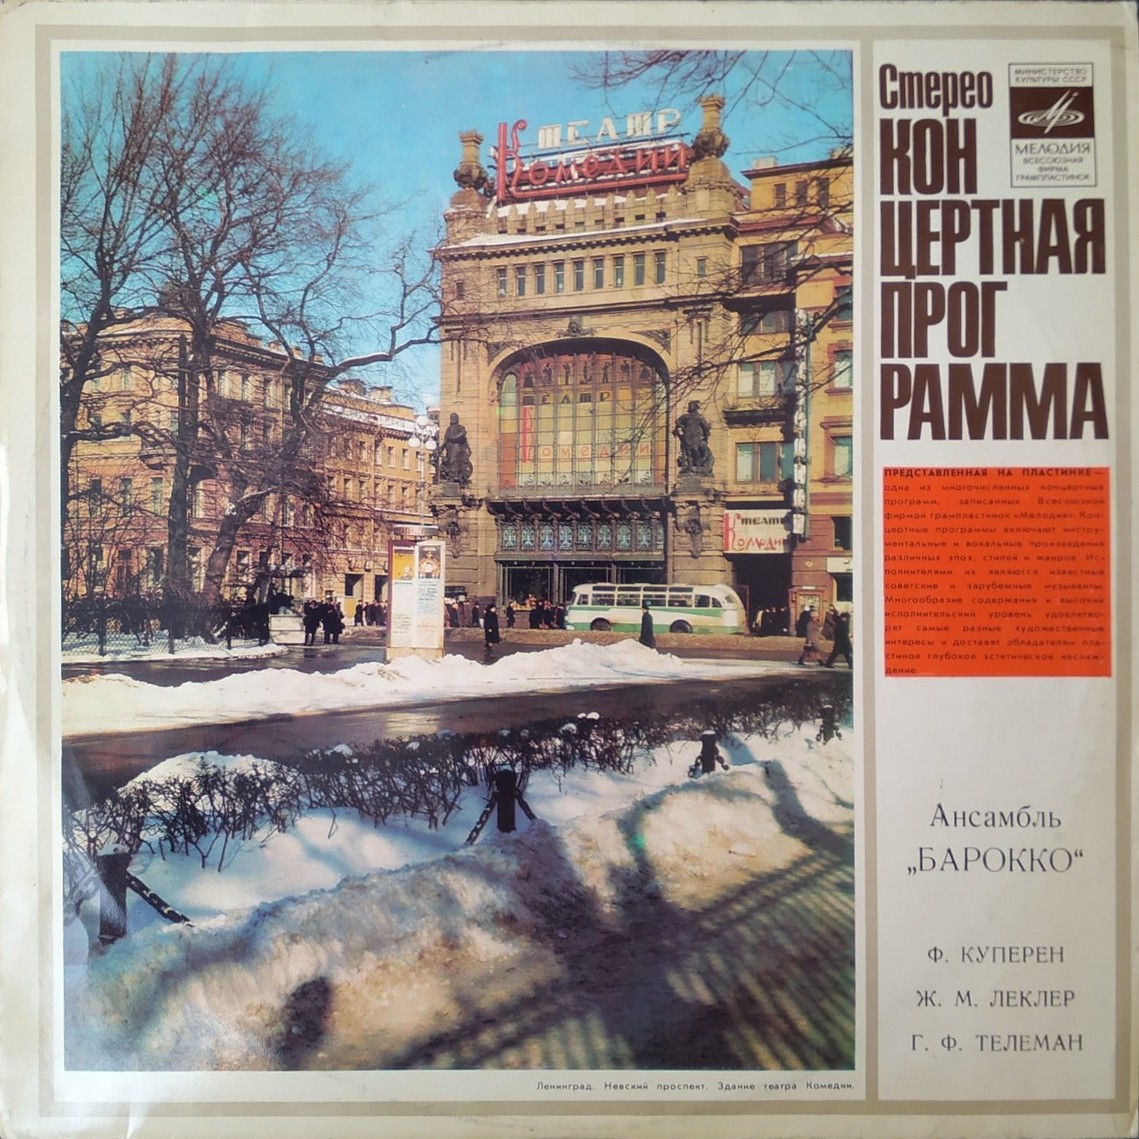 Стерео
КОН
ЦЕРТНАЯ
ПРОГ
РАММА
МИНИСТЕРСТВО
КУЛЬТУРЫ СССР
МЕЛОДИЯ
ВСЕСОЮЗНАЯ
ФИРМА
ГРАМПЛАСТИНОК
ТЕАТР
Комедии
ТЕАТР
Комедии
ТЕАТР
Комедии
ПРЕДСТАВЛЕННАЯ НА ПЛАСТИНКЕ—
одна из многочисленных концертных
программ, записанных Всесоюзной
фирмой грампластинок «Мелодия». Кон-
цертные программы включают инстру-
ментальные и вокальные произведения
различных эпох, стилей и жанров. Ис-
полнителями их являются известные
советские и зарубежные музыканты.
Многообразие содержания и высокий
исполнительский уровень удовлетво-
рят самые разные художественные
интересы и доставят обладателям пла-
стинок глубокое эстетическое наслаж-
дение.
Ансамбль
„БАРОККО“
Ф. КУПЕРЕН
Ж. М. ЛЕКЛЕР
Г. Ф. ТЕЛЕМАН
Ленинград. Невский проспект. Здание театра Комедии.